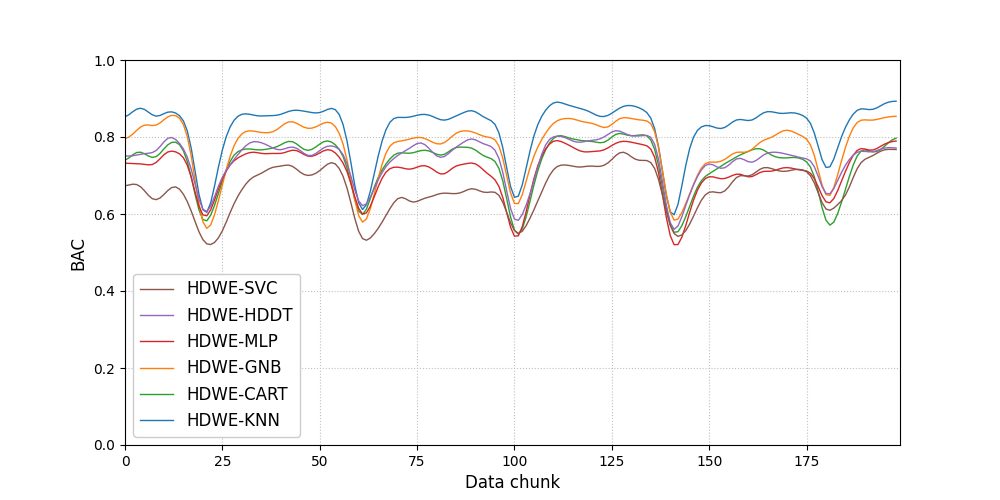 1.0
0.8
0.6
0.4
0.2
0.0
BAC
HDWE-SVC
HDWE-HDDT
HDWE-MLP
HDWE-GNB
HDWE-CART
HDWE-KNN
0 25 50 75 100 125 150 175
Data chunk